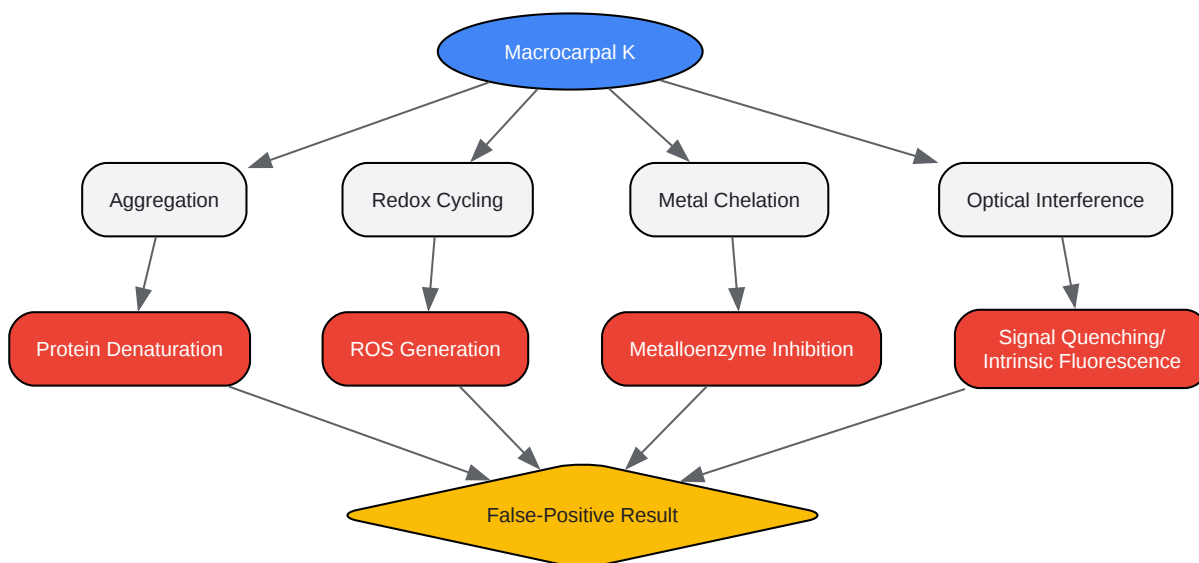 Macrocarpal K
Aggregation
Redox Cycling
Metal Chelation
Optical Interference
Protein Denaturation
ROS Generation
Metalloenzyme Inhibition
Signal Quenching/
Intrinsic Fluorescence
False-Positive Result